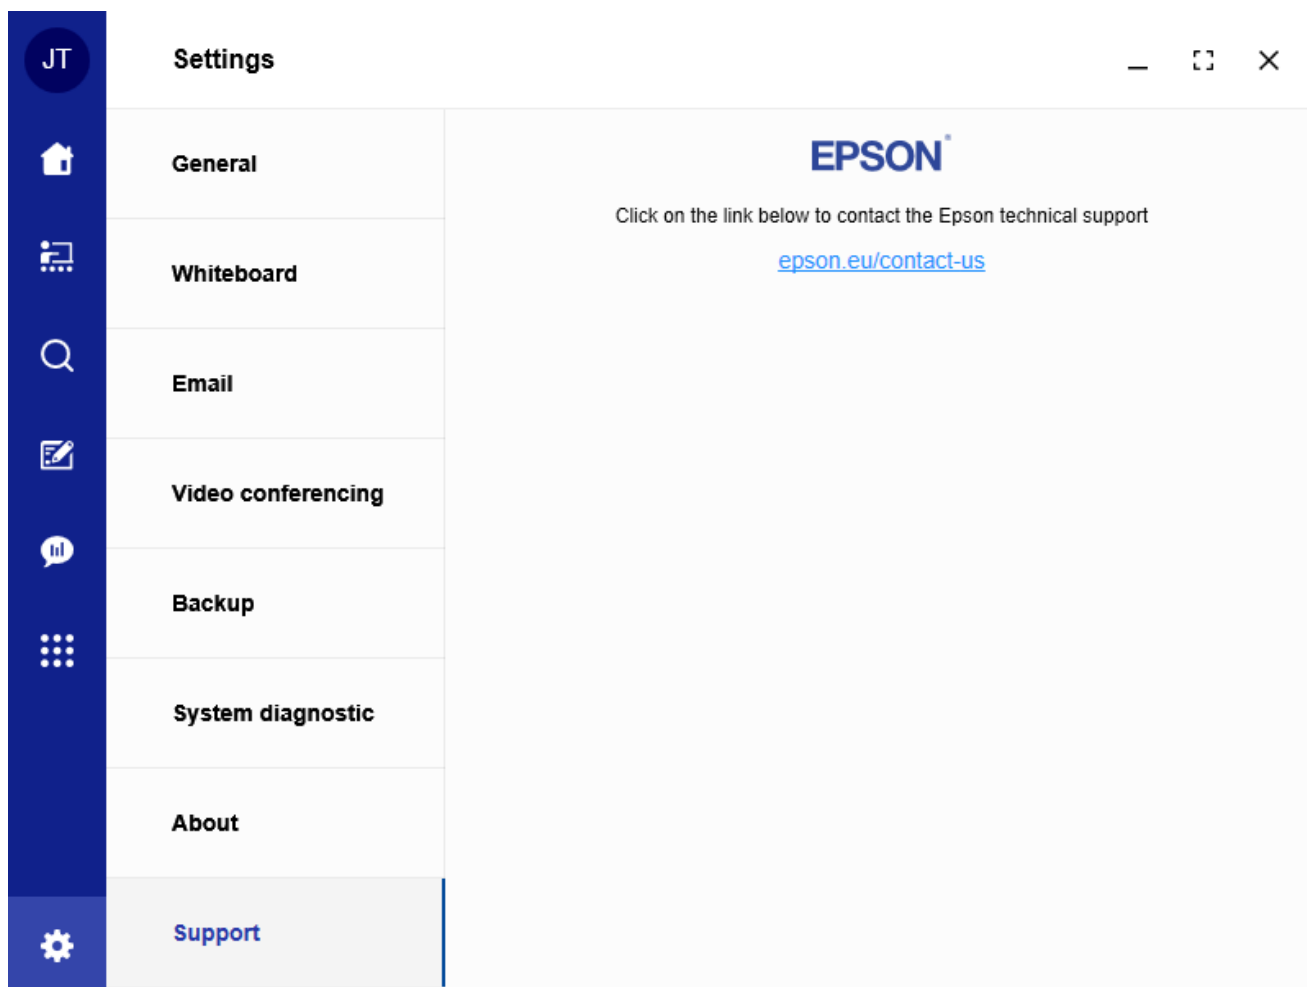 JT
Settings
General
Whiteboard
Email
Video conferencing
Backup
System diagnostic
About
Support
EPSON
Click on the link below to contact the Epson technical support
epson.eu/contact-us